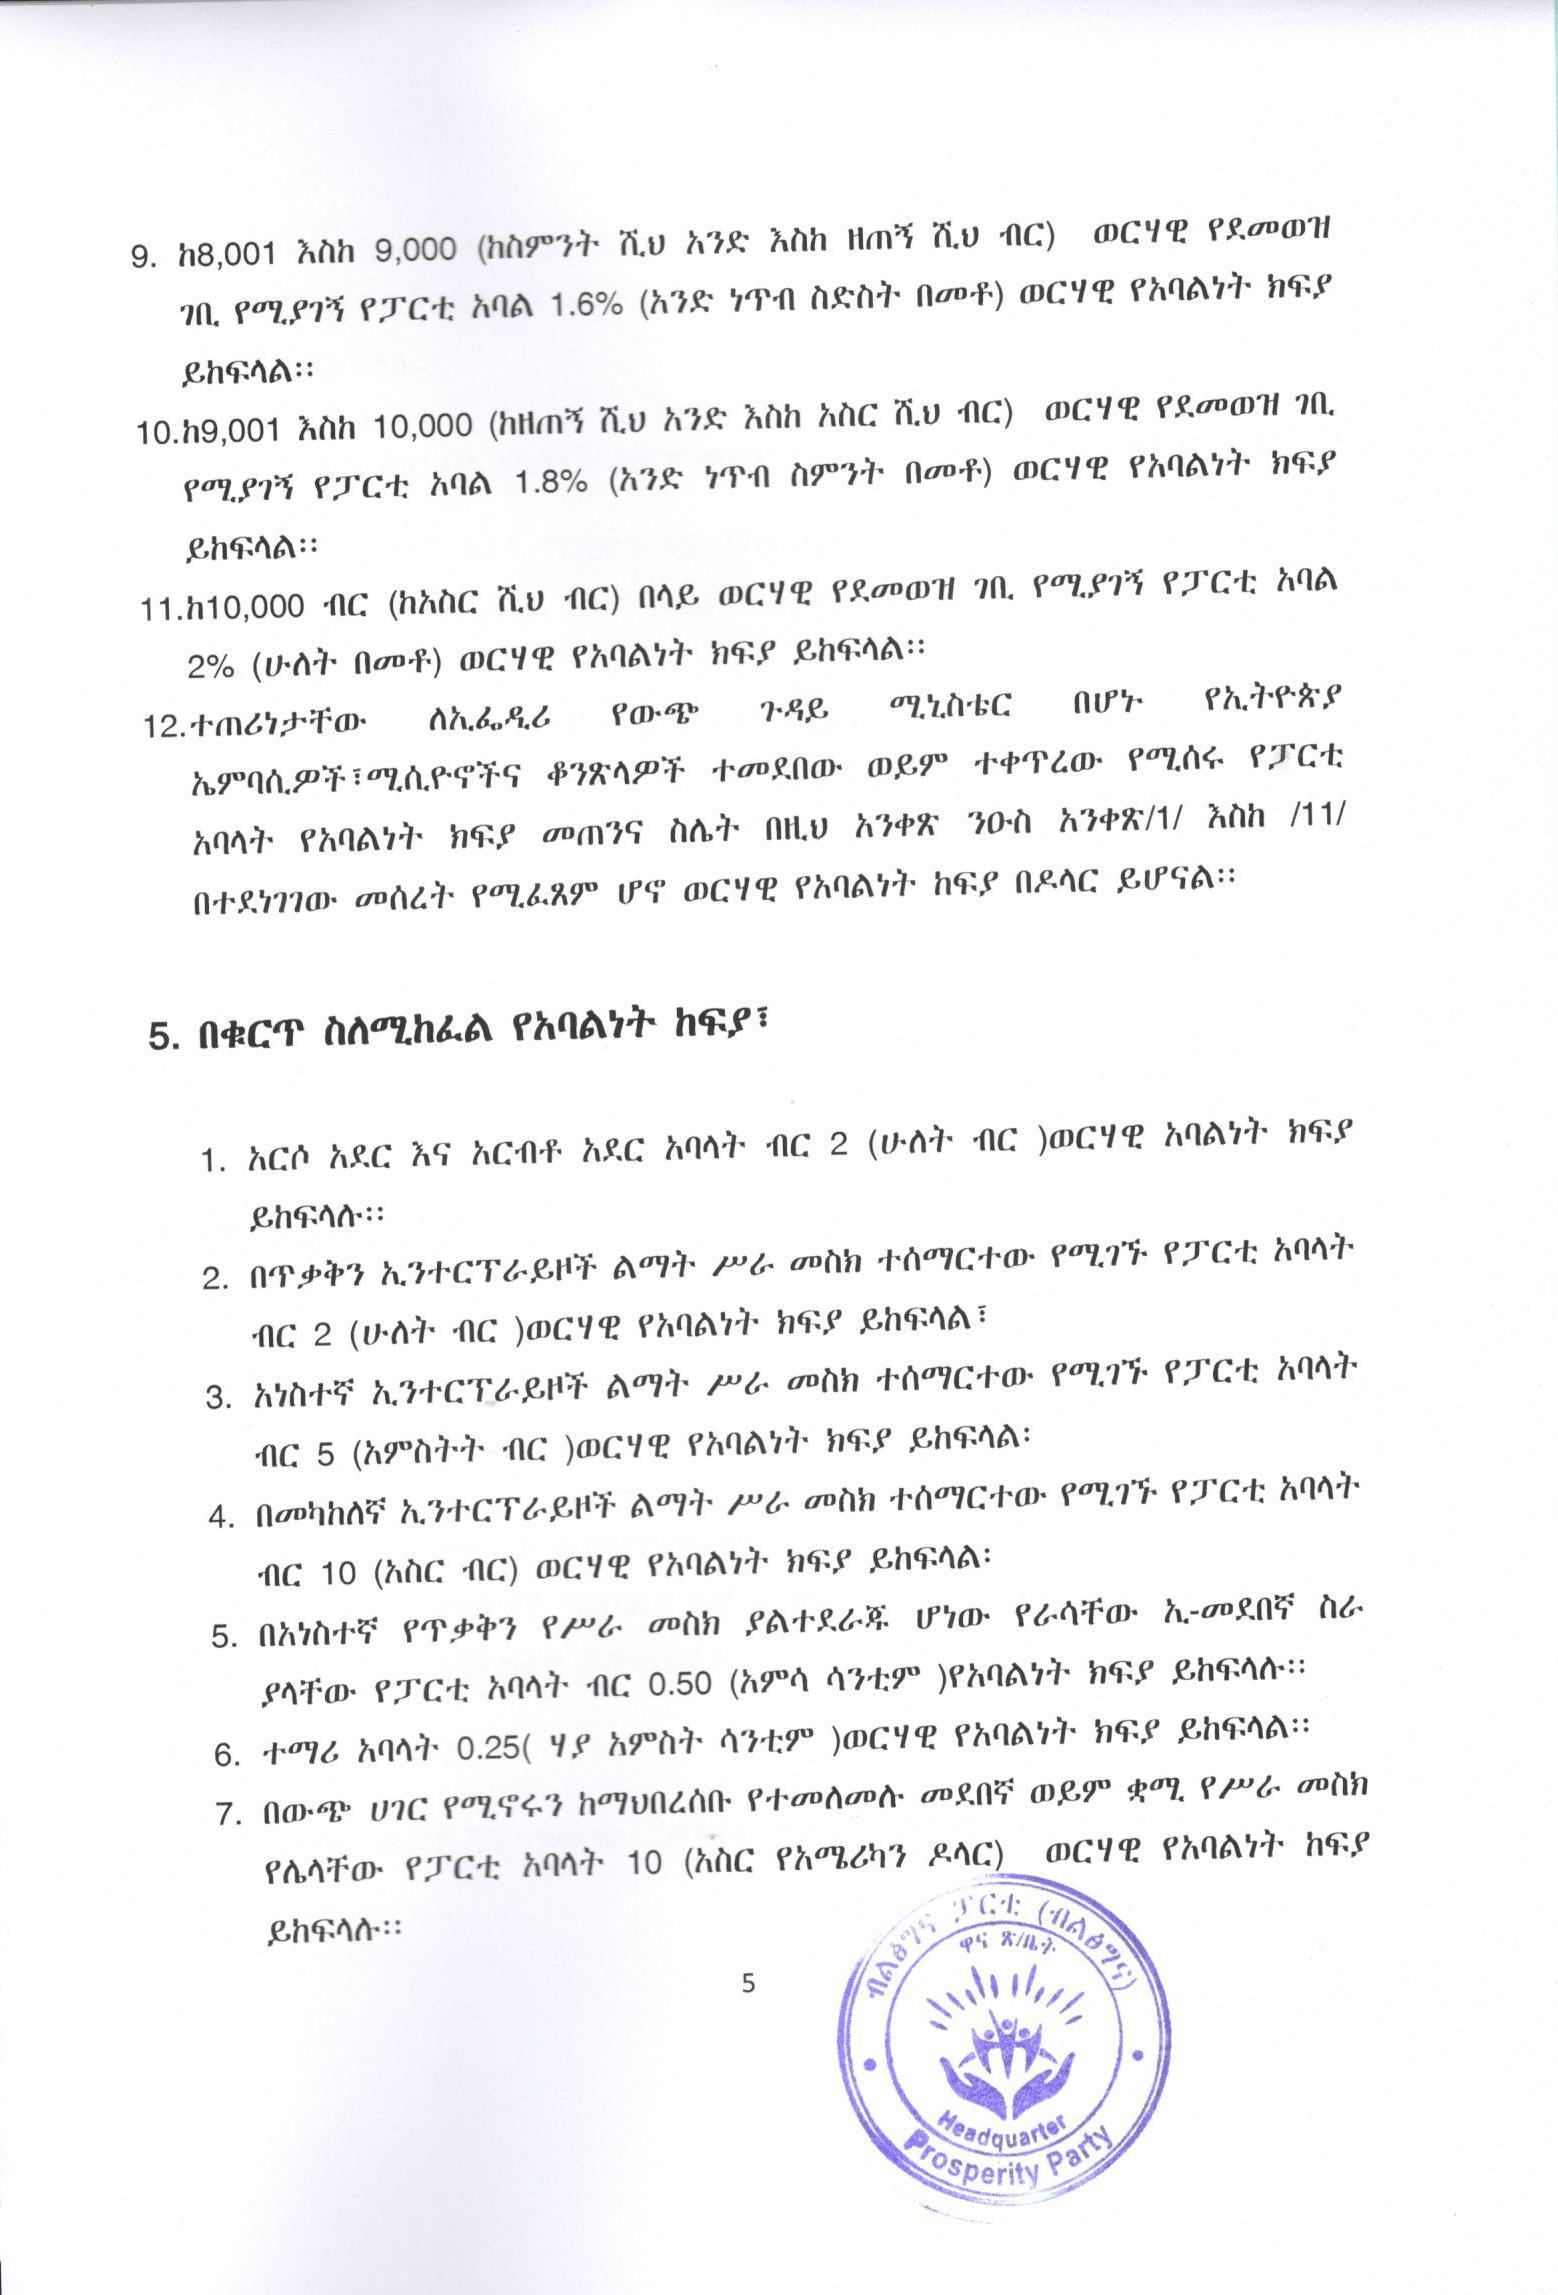 9. ከ8,001 እስከ 9,000 (ከስምንት ሺህ አንድ እስከ ዘጠኝ ሺህ ብር) ወርሃዊ የደመወዝ
ገቢ የሚያገኝ የፓርቲ አባል 1.6% (አንድ ነጥብ ስድስት በመቶ) ወርሃዊ የአባልነት ክፍያ
ይከፍላል፡፡
10.ከ9,001 እስከ 10,000 (ከዘጠኝ ሺህ አንድ እስከ አስር ሺህ ብር) ወርሃዊ የደመወዝ ገቢ
የሚያገኝ የፓርቲ አባል 1.8% (አንድ ነጥብ ስምንት በመቶ) ወርሃዊ የአባልነት ክፍያ
ይከፍላል፡፡
11.ከ10,000 ብር (ከአስር ሺህ ብር) በላይ ወርሃዊ የደመወዝ ገቢ የሚያገኝ የፓርቲ አባል
2% (ሁለት በመቶ) ወርሃዊ የአባልነት ክፍያ ይከፍላል፡፡
12.ተጠሪነታቸው ለኢፌዲሪ የውጭ ጉዳይ ሚኒስቴር በሆኑ የኢትዮጵያ
ኤምባሲዎች፣ሚሲዮኖችና ቆንጽላዎች ተመደበው ወይም ተቀጥረው የሚሰሩ የፓርቲ
አባላት የአባልነት ክፍያ መጠንና ስሌት በዚህ አንቀጽ ንዑስ አንቀጽ/1/ እስከ /11/
በተደነገገው መሰረት የሚፈጸም ሆኖ ወርሃዊ የአባልነት ከፍያ በዶላር ይሆናል፡፡
5. በቁርጥ ስለሚከፈል የአባልነት ከፍያ፣
1. አርሶ አደር እና አርብቶ አደር አባላት ብር 2 (ሁለት ብር )ወርሃዊ አባልነት ክፍያ
ይከፍላሉ፡፡
2. በጥቃቅን ኢንተርፕራይዞች ልማት ሥራ መስክ ተሰማርተው የሚገኙ የፓርቲ አባላት
ብር 2 (ሁለት ብር )ወርሃዊ የአባልነት ክፍያ ይከፍላል፣
3. አነስተኛ ኢንተርፕራይዞች ልማት ሥራ መስክ ተሰማርተው የሚገኙ የፓርቲ አባላት
ብር 5 (አምስትት ብር )ወርሃዊ የአባልነት ክፍያ ይከፍላል፡
4. በመካከለኛ ኢንተርፕራይዞች ልማት ሥራ መስክ ተሰማርተው የሚገኙ የፓርቲ አባላት
ብር 10 (አስር ብር) ወርሃዊ የአባልነት ክፍያ ይከፍላል፡
5. በአነስተኛ የጥቃቅን የሥራ መስክ ያልተደራጁ ሆነው የራሳቸው ኢ-መደበኛ ስራ
ያላቸው የፓርቲ አባላት ብር 0.50 (አምሳ ሳንቲም )የአባልነት ክፍያ ይከፍላሉ፡፡
6. ተማሪ አባላት 0.25( ሃያ አምስት ሳንቲም )ወርሃዊ የአባልነት ክፍያ ይከፍላል፡፡
7. በውጭ ሀገር የሚኖሩን ከማህበረሰቡ የተመለመሉ መደበኛ ወይም ቋሚ የሥራ መስክ
የሌላቸው የፓርቲ አባላት 10 (አስር የአሜሪካን ዶላር) ወርሃዊ የአባልነት ከፍያ
ይከፍላሉ፡፡
5
ብልፅግና ፓርቲ (ብልፅግና)
ዋና ጽ/ቤት
Headquarter
Prosperity Party